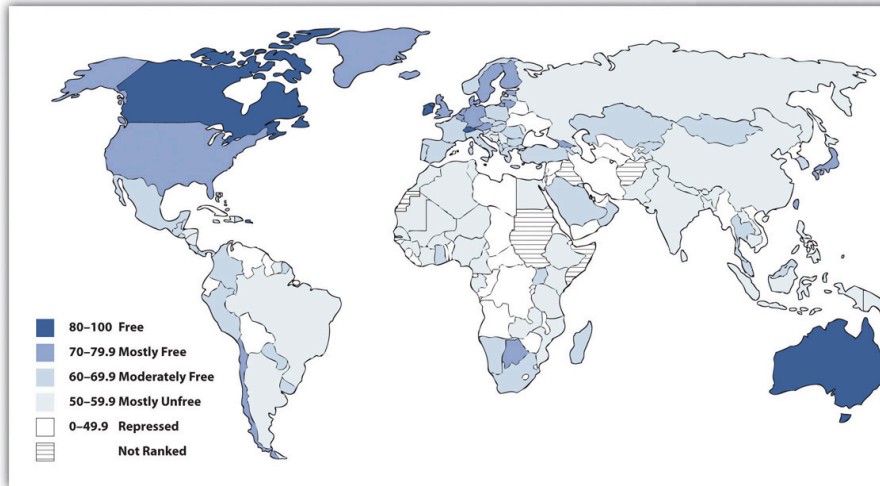 80–100 Free
70–79.9 Mostly Free
60–69.9 Moderately Free
50–59.9 Mostly Unfree
0–49.9 Repressed
Not Ranked